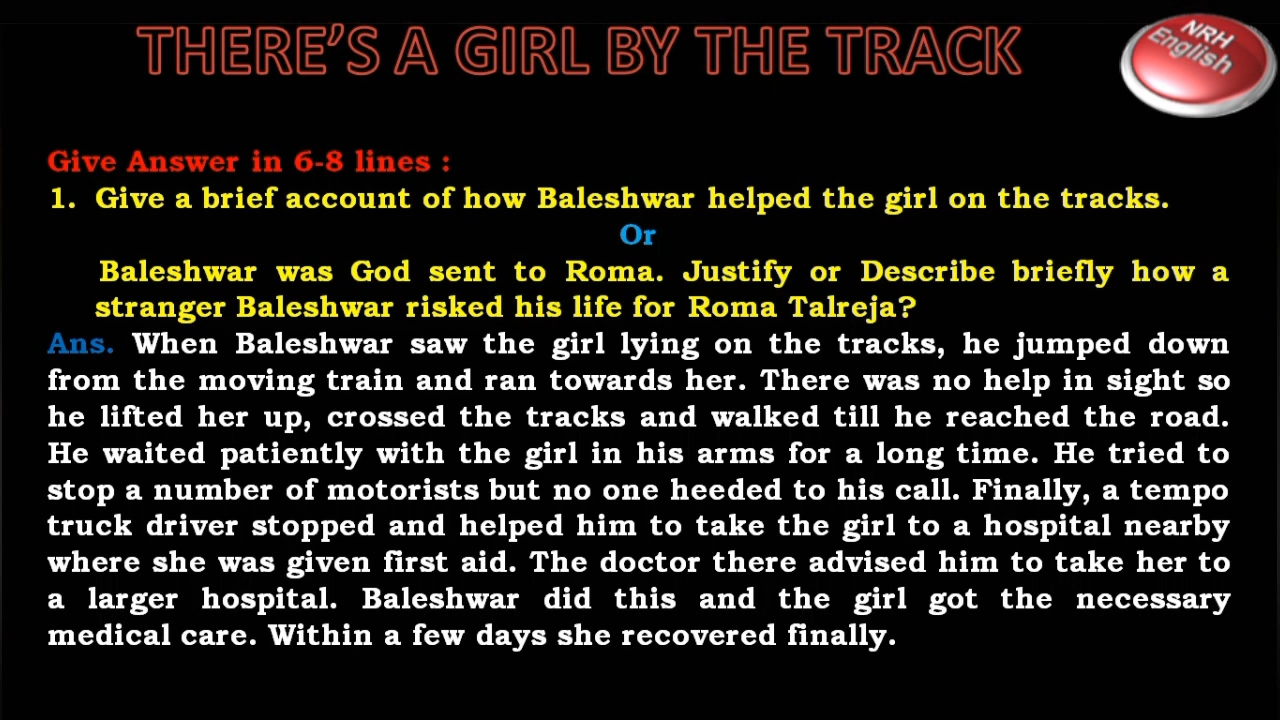 THERE'S A GIRL BY THE TRACK
NRH
English
Give Answer in 6-8 lines :
1. Give a brief account of how Baleshwar helped the girl on the tracks.
Or
Baleshwar was God sent to Roma. Justify or Describe briefly how a
stranger Baleshwar risked his life for Roma Talreja?
Ans. When Baleshwar saw the girl lying on the tracks, he jumped down
from the moving train and ran towards her. There was no help in sight so
he lifted her up, crossed the tracks and walked till he reached the road.
He waited patiently with the girl in his arms for a long time. He tried to
stop a number of motorists but no one heeded to his call. Finally, a tempo
truck driver stopped and helped him to take the girl to a hospital nearby
where she was given first aid. The doctor there advised him to take her to
a larger hospital. Baleshwar did this and the girl got the necessary
medical care. Within a few days she recovered finally.